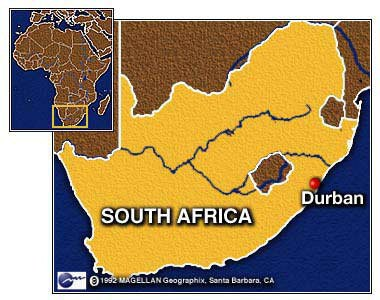 Durban
SOUTH AFRICA
© 1992 MAGELLAN Geographix, Santa Barbara, CA